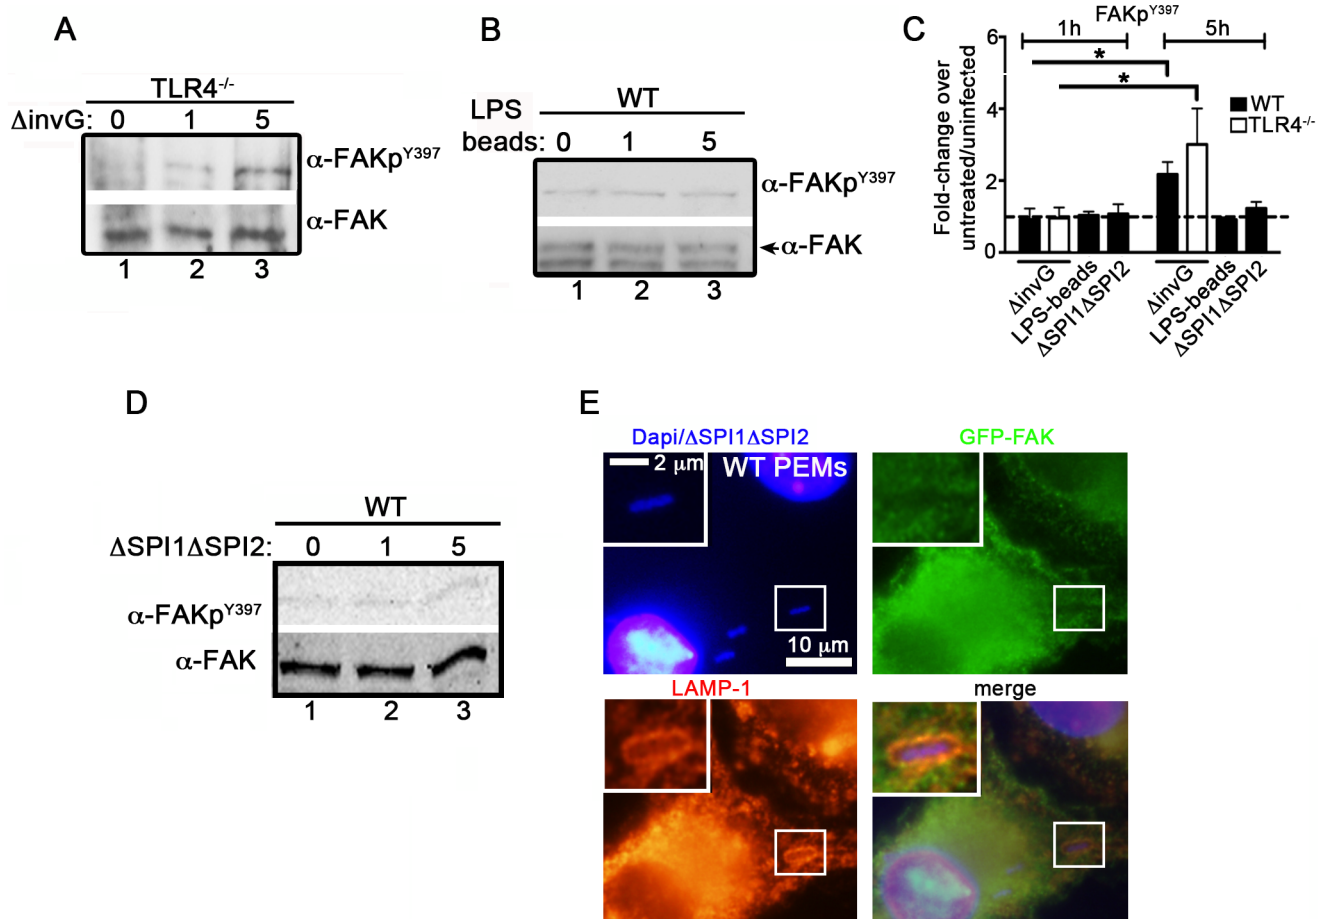 A
TLR4-/-
ΔinvG: 0 1 5
α-FAKpY397
α-FAK
1 2 3
B
LPS beads:
WT
0 1 5
α-FAKpY397
α-FAK
1 2 3
C
FAKpY397
1h 5h
*
*
Fold-change over
untreated/uninfected
6
4
2
0
WT
TLR4-/-
ΔinvG
LPS-beads
ΔSPI1ΔSPI2
ΔinvG
LPS-beads
ΔSPI1ΔSPI2
D
WT
ΔSPI1ΔSPI2: 0 1 5
α-FAKpY397
α-FAK
1 2 3
E
Dapi/ΔSPI1ΔSPI2
2 μm
WT PEMs
10 μm
GFP-FAK
LAMP-1
merge